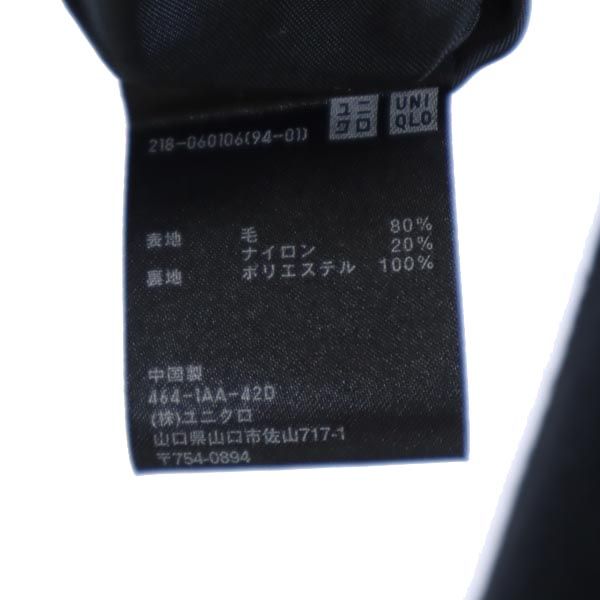 ユニクロ UNIQLO
218-060106(94-01)
表地 毛 80%
ナイロン 20%
裏地 ポリエステル 100%
中国製
464-1AA-42D
(株)ユニクロ
山口県山口市佐山717-1
〒754-0894